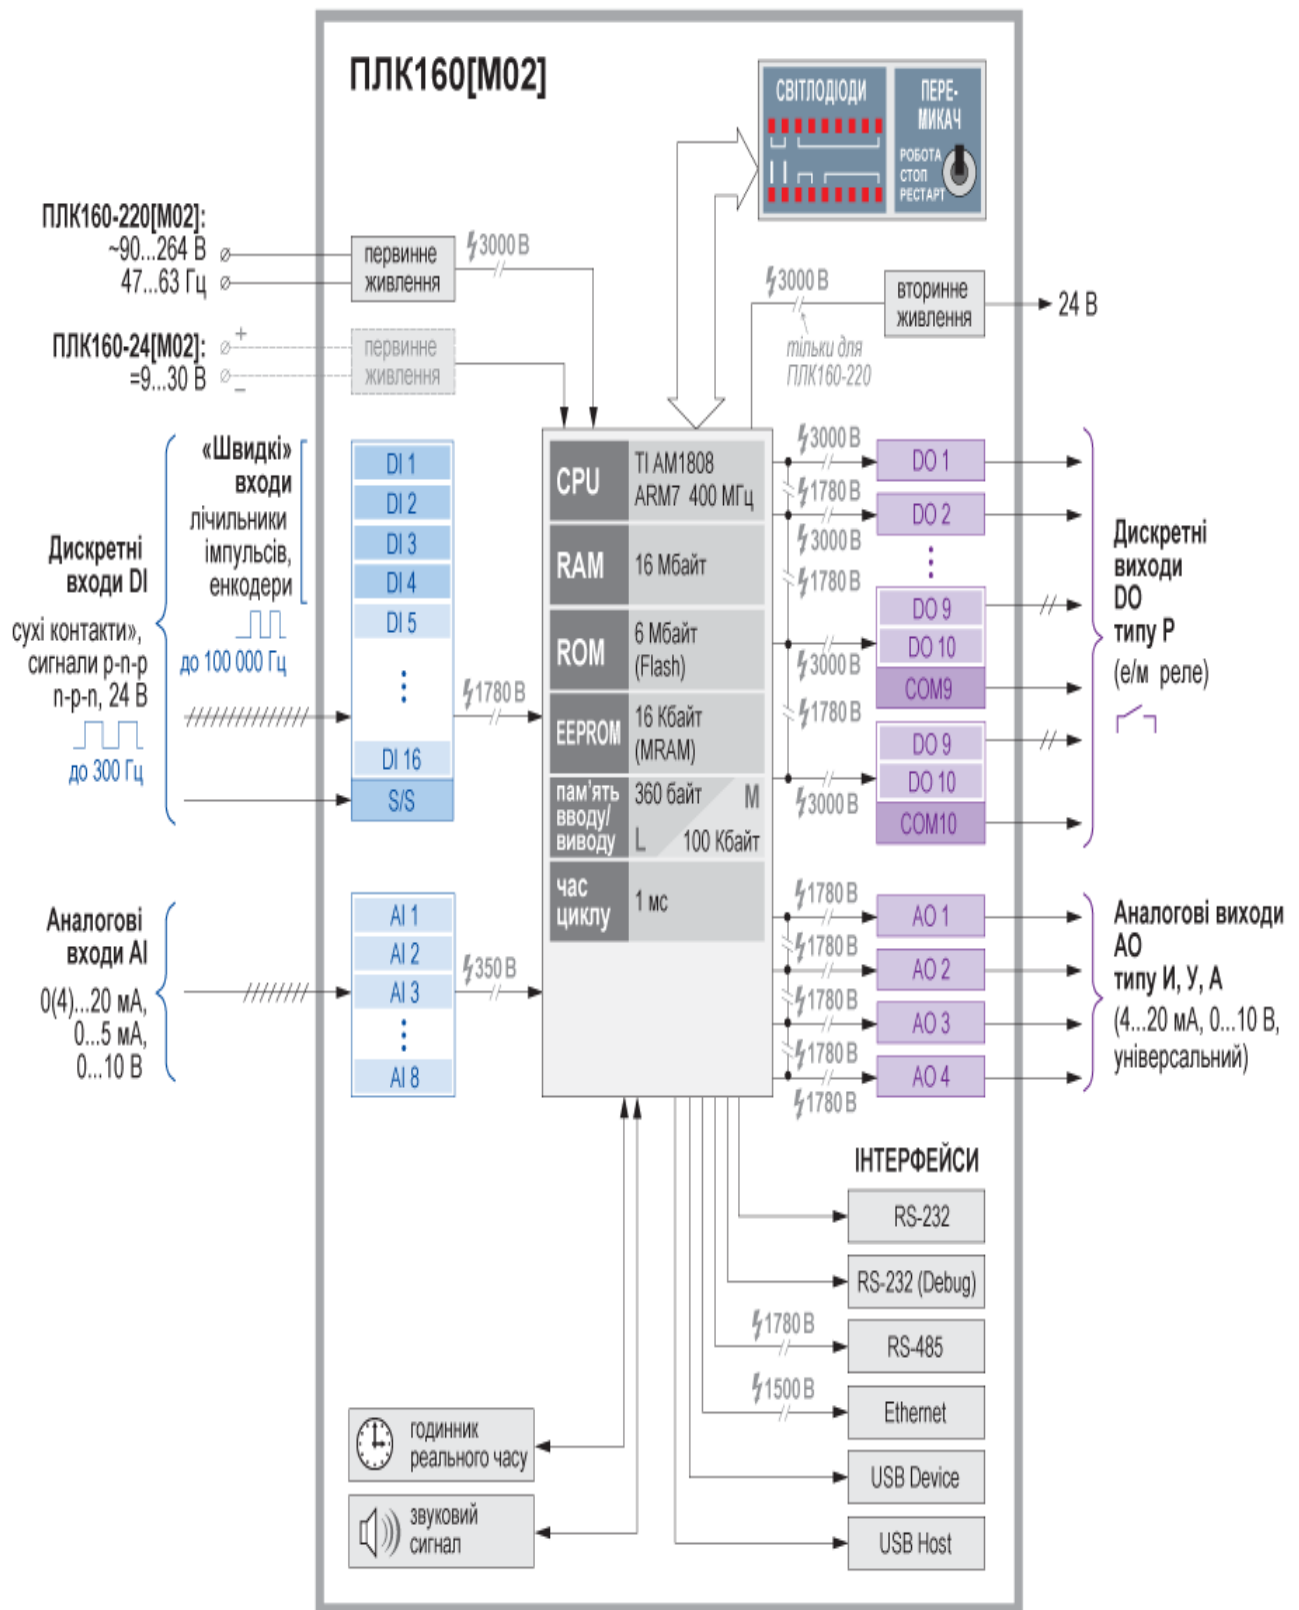 ПЛК160[М02]
СВІТЛОДІОДИ
ПЕРЕ-
МИКАЧ
РОБОТА
СТОП
РЕСТАРТ
ПЛК160-220[М02]:
~90...264 В
47...63 Гц
первинне
живлення
3000 В
3000 В
вторинне
живлення
24 В
тільки для
ПЛК160-220
ПЛК160-24[М02]:
=9...30 В
+
–
первинне
живлення
Дискретні
входи DI
сухі контакти»,
сигнали p-n-p
n-p-n, 24 В
до 300 Гц
«Швидкі»
входи
лічильники
імпульсів,
енкодери
до 100 000 Гц
DI 1
DI 2
DI 3
DI 4
DI 5
DI 16
S/S
1780 В
Аналогові
входи AI
0(4)...20 мА,
0...5 мА,
0...10 В
AI 1
AI 2
AI 3
AI 8
350 В
CPU
TI AM1808
ARM7 400 МГц
RAM
16 Мбайт
ROM
6 Мбайт
(Flash)
EEPROM
16 Кбайт
(MRAM)
пам'ять
вводу/
виводу
360 байт
M
L
100 Кбайт
час
циклу
1 мс
3000 В
1780 В
3000 В
1780 В
3000 В
1780 В
3000 В
DO 1
DO 2
DO 9
DO 10
COM9
DO 9
DO 10
COM10
Дискретні
виходи
DO
типу Р
(е/м реле)
1780 В
1780 В
1780 В
1780 В
1780 В
AO 1
AO 2
AO 3
AO 4
Аналогові виходи
АО
типу И, У, А
(4...20 мА, 0...10 В,
універсальний)
ІНТЕРФЕЙСИ
RS-232
RS-232 (Debug)
1780 В
RS-485
1500 В
Ethernet
USB Device
USB Host
годинник
реального часу
звуковий
сигнал